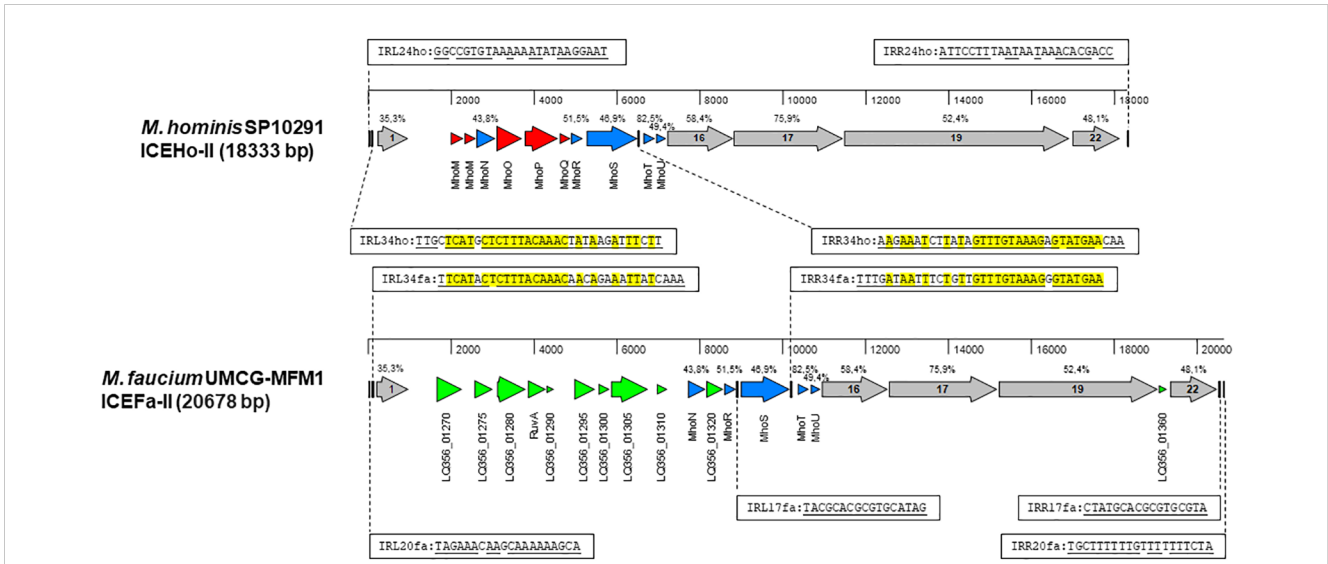 IRL24ho:GGCCGTGTAAAAAATATAAGGAAT
IRR24ho:ATTCCTTTAATAATAAACACGACC
M. hominis SP10291
ICEHo-II (18333 bp)
2000 4000 6000 8000 10000 12000 14000 16000 18000
35,3% 43,8% 51,5% 46,9% 82,5% 49,4% 58,4% 75,9% 52,4% 48,1%
1 16 17 19 22
MhoM MhoM MhoN MhoO MhoP MhoQ MhoR MhoS MhoT MhoU
IRL34ho:TTGCTCATGCTCTTTACAAACTATAAGATTTCTT
IRR34ho:AAGAAATCTTATAGTTTGTAAAGAGTATGAACAA
IRL34fa:TTCATACTCTTTACAAACAACAGAAATTATCAAA
IRR34fa:TTTGATAATTTCTGTTGTTTGTAAAGGGTATGAA
M. faucium UMCG-MFM1
ICEFa-II (20678 bp)
2000 4000 6000 8000 10000 12000 14000 16000 18000 20000
35,3% 43,8% 51,5% 46,9% 82,5% 49,4% 58,4% 75,9% 52,4% 48,1%
1 16 17 19 22
LQ356_01270 LQ356_01275 LQ356_01280 RuvA LQ356_01290 LQ356_01295 LQ356_01300 LQ356_01305 LQ356_01310 MhoN LQ356_01320 MhoR MhoS MhoT MhoU LQ356_01360
IRL17fa:TACGCACGCGTGCATAG
IRR17fa:CTATGCACGCGTGCGTA
IRL20fa:TAGAAACAAGCAAAAAAGCA
IRR20fa:TGCTTTTTTGTTTTTTTCTA